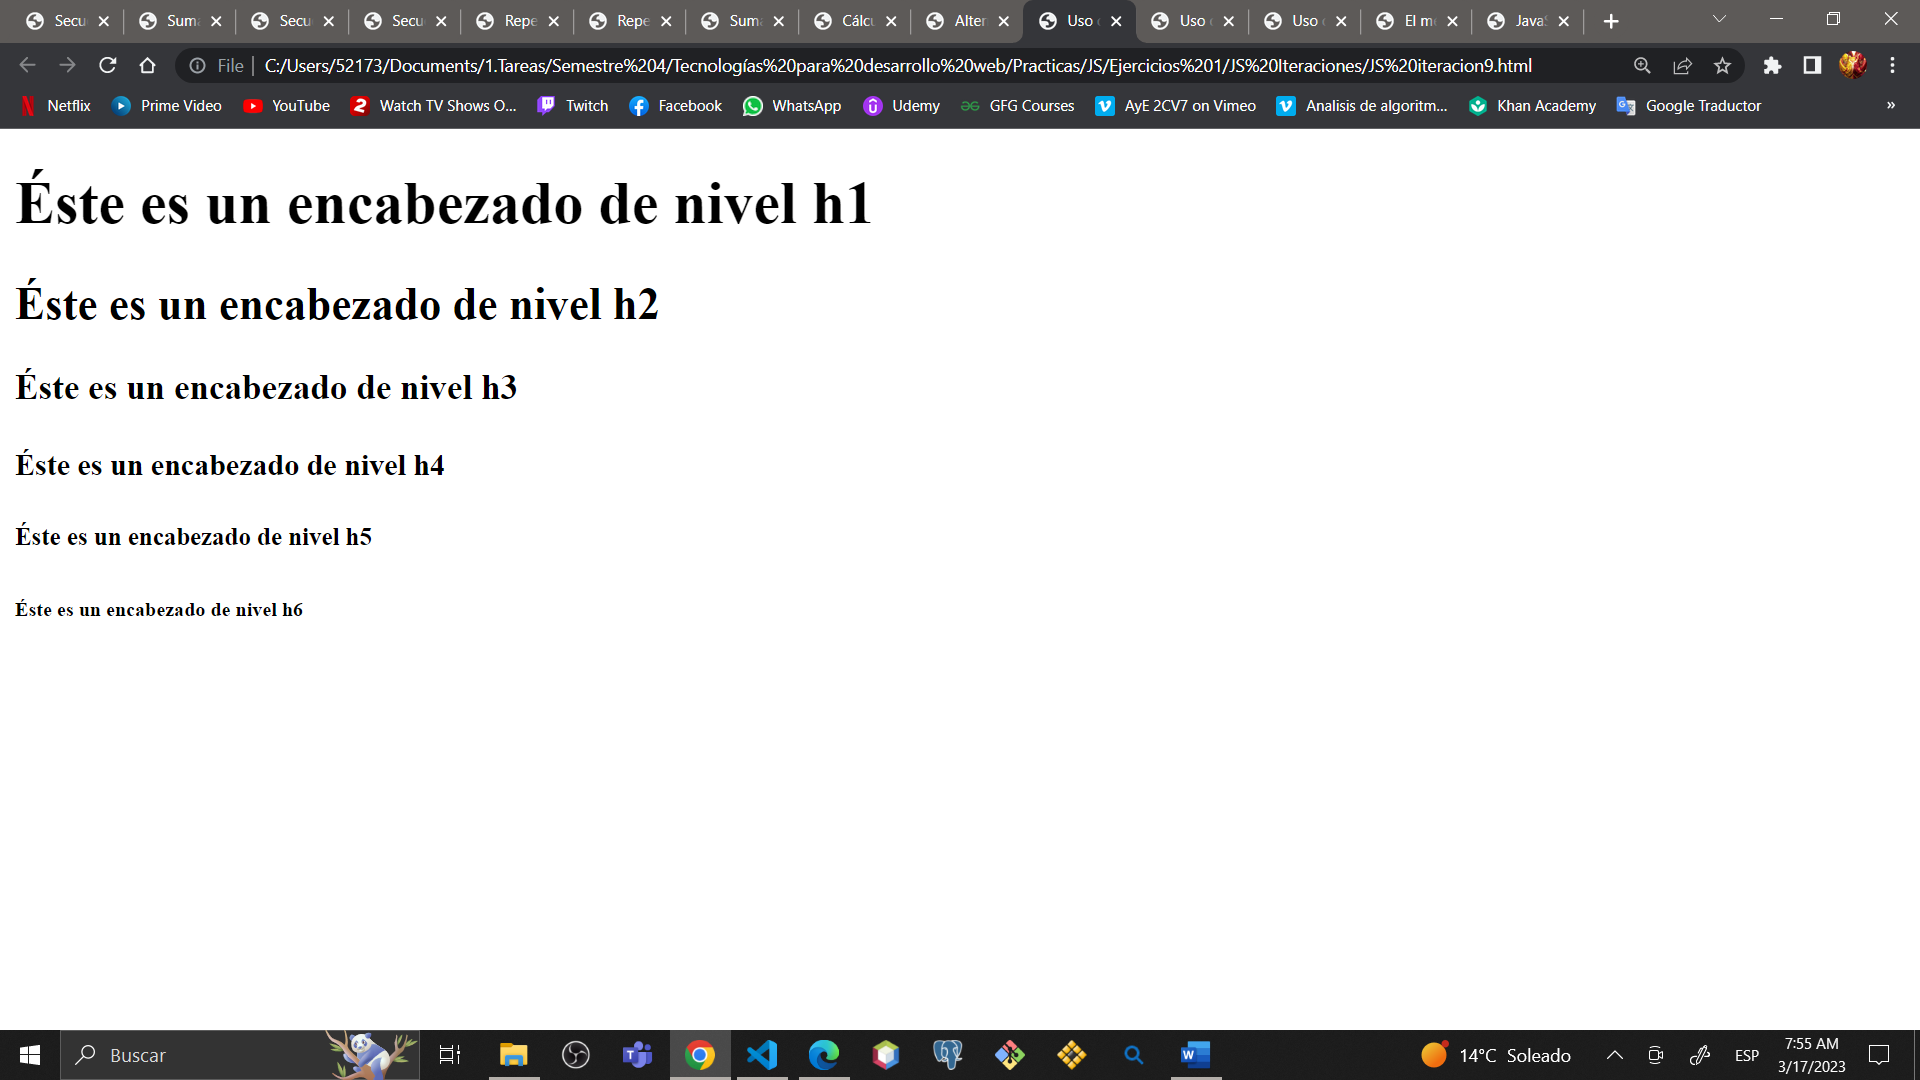 Secu Suma Secu Secu Repe Repe Suma Cálcu Alter Uso Uso Uso El mé JavaS
File C:/Users/52173/Documents/1.Tareas/Semestre%204/Tecnologías%20para%20desarrollo%20web/Practicas/JS/Ejercicios%201/JS%20Iteraciones/JS%20iteracion9.html
Netflix Prime Video YouTube Watch TV Shows O... Twitch Facebook WhatsApp Udemy GFG Courses AyE 2CV7 on Vimeo Analisis de algoritm... Khan Academy Google Traductor »
Éste es un encabezado de nivel h1
Éste es un encabezado de nivel h2
Éste es un encabezado de nivel h3
Éste es un encabezado de nivel h4
Éste es un encabezado de nivel h5
Éste es un encabezado de nivel h6
Buscar 14°C Soleado ESP 7:55 AM
3/17/2023